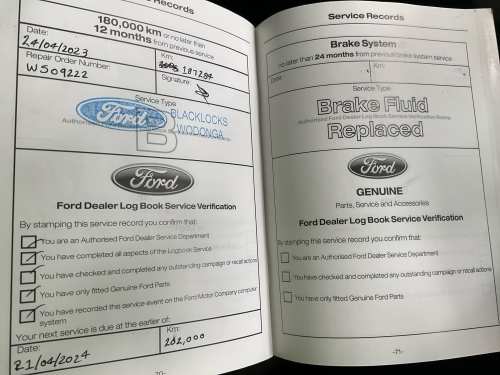 Service Records
180,000 km or no later than
12 months from previous service
Date: 24/04/2023
Km: 187284
Repair Order Number: WS09222
Signature:
Service Type
B
Ford BLACKLOCKS
WODONGA
Ford
Ford Dealer Log Book Service Verification
By stamping this service record you confirm that:
You are an Authorised Ford Dealer Service Department
You have completed all aspects of the Logbook Service
You have checked and completed any outstanding campaign or recall actions
You have only fitted Genuine Ford Parts
You have recorded this service event on the Ford Motor Company computer
system
Your next service is due at the earlier of:
Date: 21/04/2024
Km: 202,000
Service Records
Brake System
no later than 24 months from previous brake system service
Date:
Km:
Service Type
Brake Fluid
Authorised Ford Dealer Log Book Service Verification Below
Replaced
Ford
GENUINE
Parts, Service and Accessories
Ford Dealer Log Book Service Verification
By stamping this service record you confirm that:
You are an Authorised Ford Dealer Service Department
You have checked and completed any outstanding campaign or recall actions
You have only fitted Genuine Ford Parts
-71-